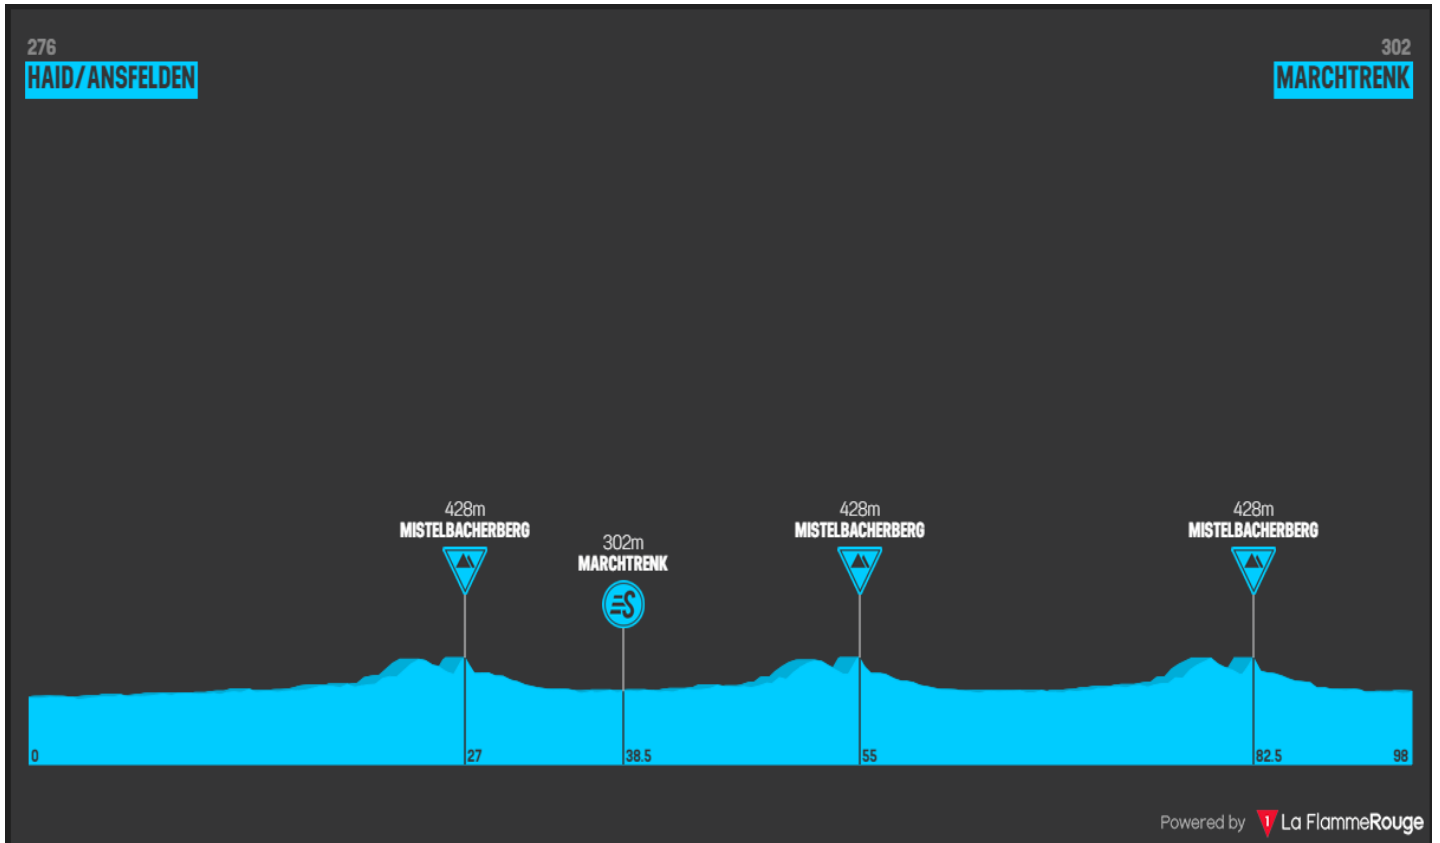 276
HAID/ANSFELDEN
302
MARCHTRENK
428m
MISTELBACHERBERG
302m
MARCHTRENK
428m
MISTELBACHERBERG
428m
MISTELBACHERBERG
S
0
27
38.5
55
82.5
98
Powered by 1 La FlammeRouge